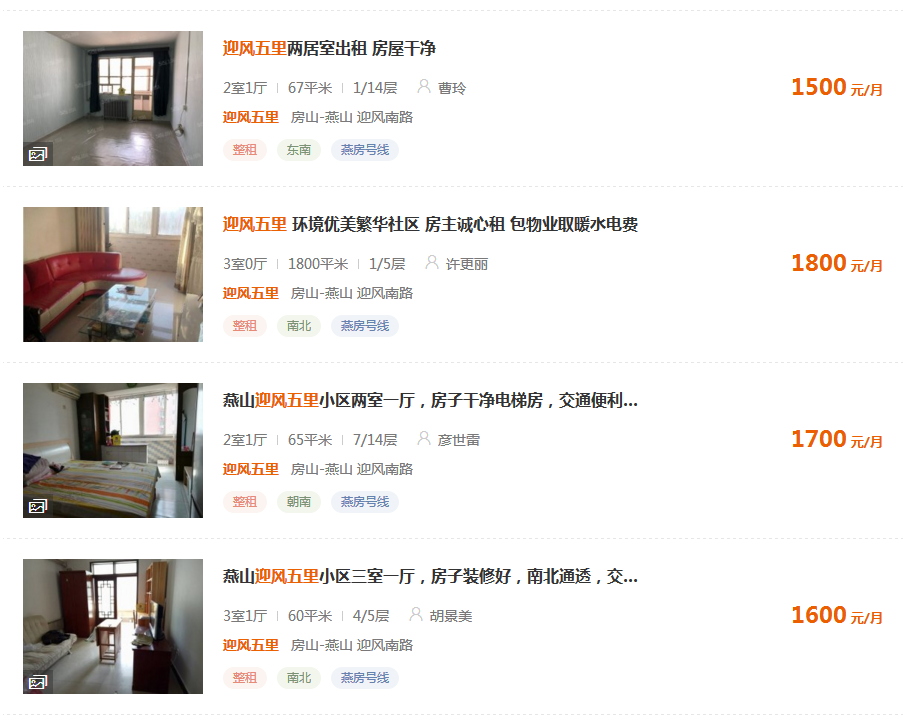 迎风五里两居室出租 房屋干净
2室1厅 67平米 1/14层 曹玲
1500 元/月
迎风五里 房山-燕山 迎风南路
整租 东南 燕房号线
迎风五里 环境优美繁华社区 房主诚心租 包物业取暖水电费
3室0厅 1800平米 1/5层 许更丽
1800 元/月
迎风五里 房山-燕山 迎风南路
整租 南北 燕房号线
燕山迎风五里小区两室一厅，房子干净电梯房，交通便利...
2室1厅 65平米 7/14层 彦世雷
1700 元/月
迎风五里 房山-燕山 迎风南路
整租 朝南 燕房号线
燕山迎风五里小区三室一厅，房子装修好，南北通透，交...
3室1厅 60平米 4/5层 胡景美
1600 元/月
迎风五里 房山-燕山 迎风南路
整租 南北 燕房号线